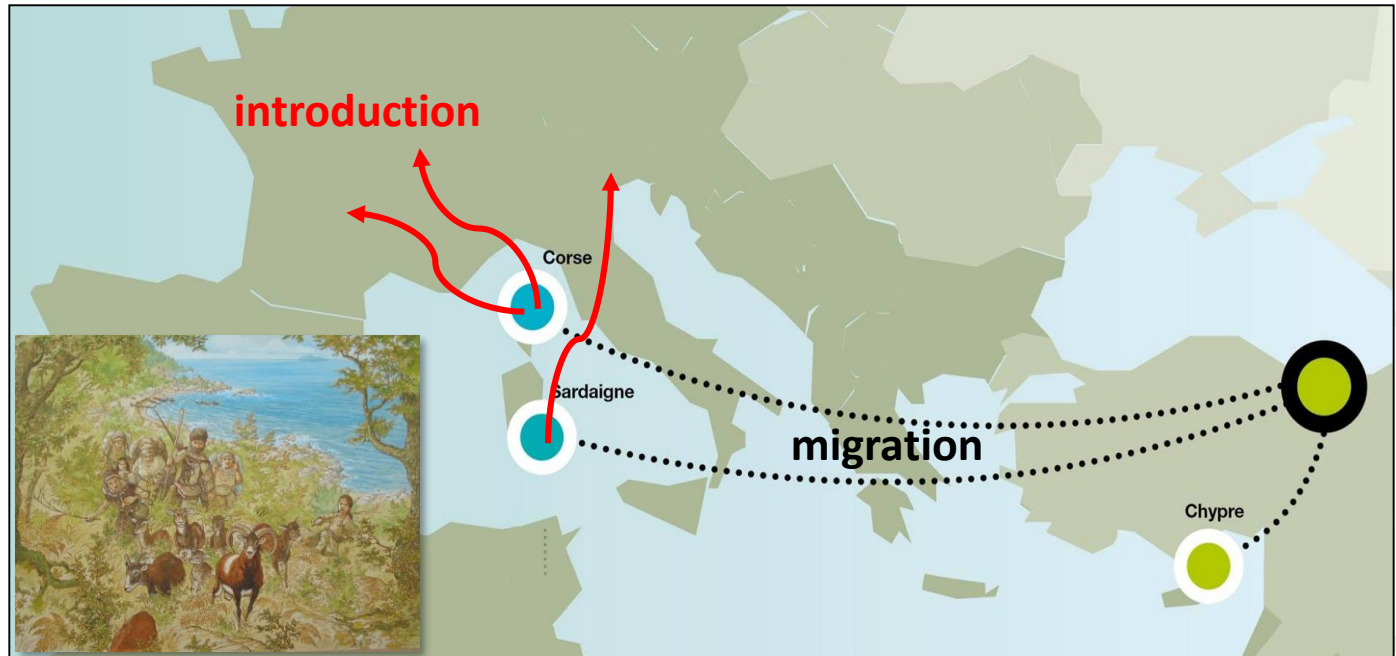 introduction
Corse
Sardaigne
migration
Chypre